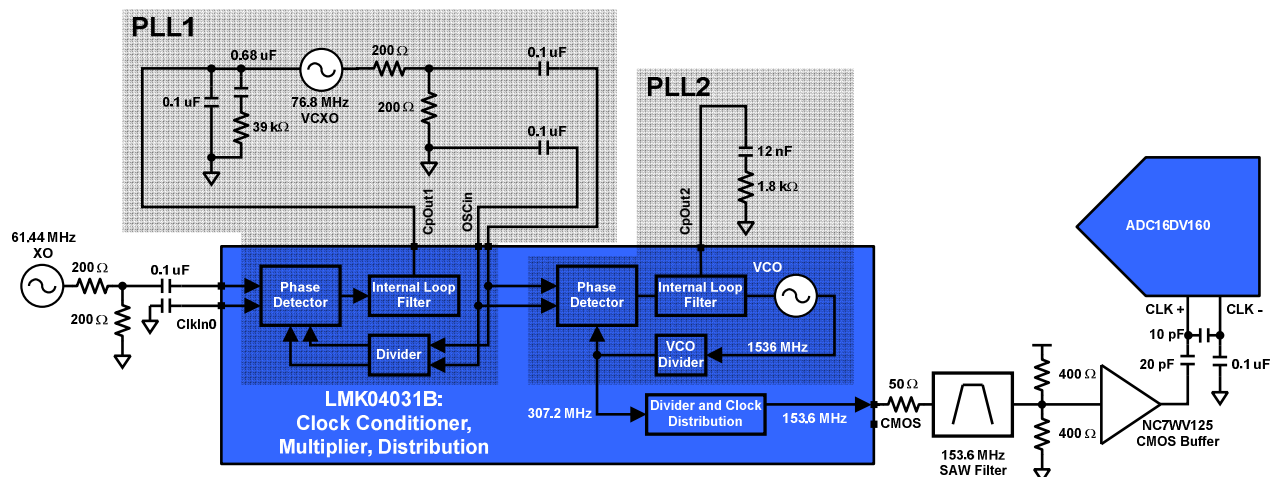 PLL1
0.1 uF
0.68 uF
39 kΩ
76.8 MHz
VCXO
200 Ω
200 Ω
0.1 uF
0.1 uF
PLL2
12 nF
1.8 kΩ
CpOut1
OSCin
CpOut2
61.44 MHz
XO
200 Ω
200 Ω
0.1 uF
ClkIn0
Phase
Detector
Internal Loop
Filter
Divider
Phase
Detector
Internal Loop
Filter
VCO
VCO
Divider
1536 MHz
307.2 MHz
Divider and Clock
Distribution
153.6 MHz
LMK04031B:
Clock Conditioner,
Multiplier, Distribution
CMOS
50 Ω
153.6 MHz
SAW Filter
400 Ω
400 Ω
NC7WV125
CMOS Buffer
20 pF
10 pF
0.1 uF
CLK +
CLK -
ADC16DV160